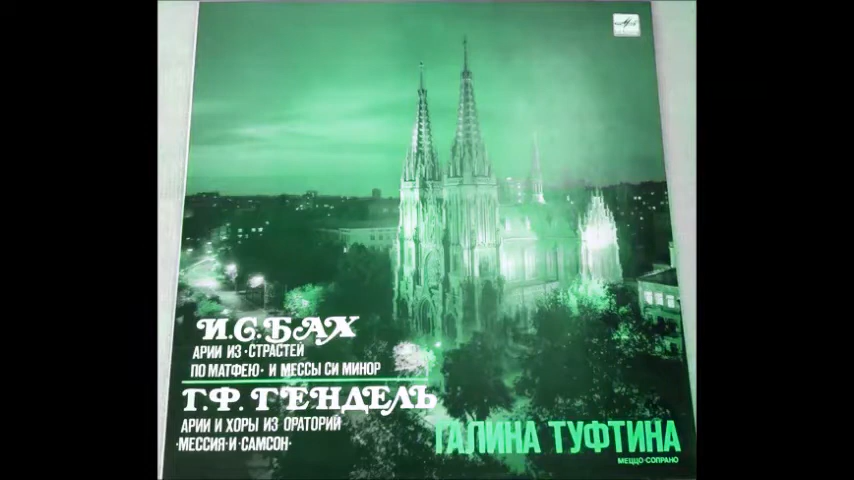 И.С.БАХ
АРИИ ИЗ «СТРАСТЕЙ
ПО МАТФЕЮ» И МЕССЫ СИ МИНОР
Г.Ф.ГЕНДЕЛЬ
АРИИ И ХОРЫ ИЗ ОРАТОРИЙ
«МЕССИЯ» И «САМСОН»
ГАЛИНА ТУФТИНА
МЕЦЦО-СОПРАНО